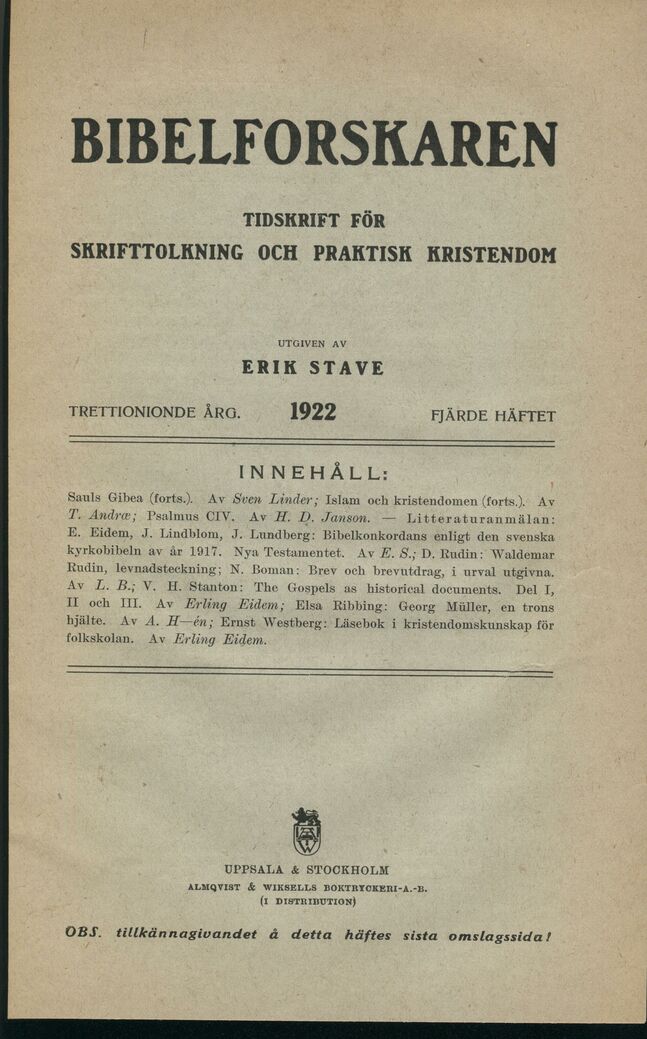 BIBELFORSKAREN
TIDSKRIFT FÖR
SKRIFTTOLKNING OCH PRAKTISK KRISTENDOM
UTGIVEN AV
ERIK STAVE
TRETTIONIONDE ÅRG. 1922 FJÄRDE HÄFTET
INNEHÅLL:
Sauls Gibea (forts.). Av Sven Linder; Islam och kristendomen (forts.). Av
T. Andræ; Psalmus CIV. Av H. D. Janson. — Litteraturanmälan:
E. Eidem, J. Lindblom, J. Lundberg: Bibelkonkordans enligt den svenska
kyrkobibeln av år 1917. Nya Testamentet. Av E. S.; D. Rudin: Waldemar
Rudin, levnadsteckning; N. Boman: Brev och brevutdrag, i urval utgivna.
Av L. B.; V. H. Stanton: The Gospels as historical documents. Del I,
II och III. Av Erling Eidem; Elsa Ribbing: Georg Müller, en trons
hjälte. Av A. H—én; Ernst Westberg: Läsebok i kristendomskunskap för
folkskolan. Av Erling Eidem.
UPPSALA & STOCKHOLM
ALMQVIST & WIKSELLS BOKTRYCKERI-A.-B.
(I DISTRIBUTION)
OBS. tillkännagivandet å detta häftes sista omslagssida!